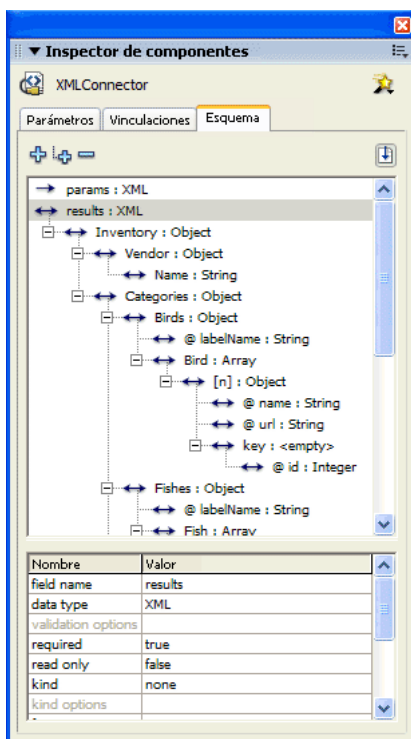 Inspector de componentes
XMLConnector
Parámetros Vinculaciones Esquema
params : XML
results : XML
Inventory : Object
Vendor : Object
Name : String
Categories : Object
Birds : Object
@ labelName : String
Bird : Array
[n] : Object
@ name : String
@ url : String
key : <empty>
@ id : Integer
Fishes : Object
@ labelName : String
Fish : Array
Nombre Valor
field name results
data type XML
validation options
required true
read only false
kind none
kind options